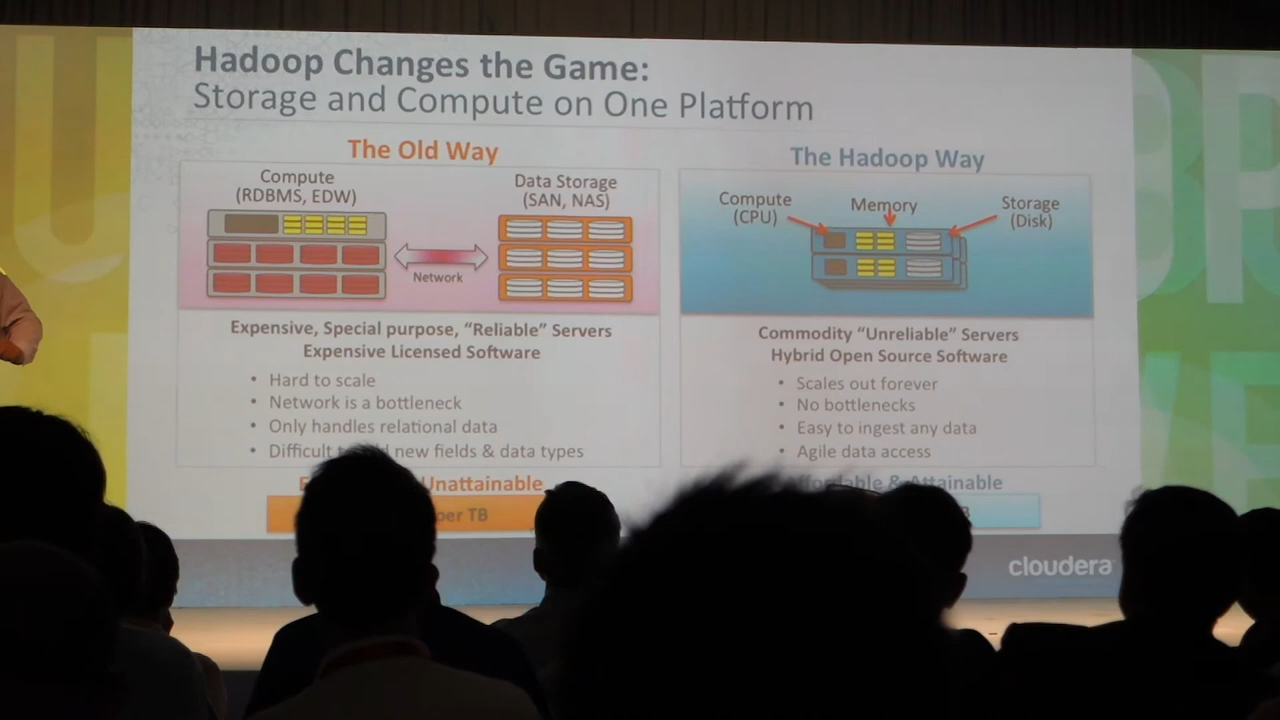 Hadoop Changes the Game:
Storage and Compute on One Platform
The Old Way
Compute
(RDBMS, EDW)
Data Storage
(SAN, NAS)
Network
Expensive, Special purpose, “Reliable” Servers
Expensive Licensed Software
• Hard to scale
• Network is a bottleneck
• Only handles relational data
• Difficult new fields & data types
Unattainable
per TB
The Hadoop Way
Compute
(CPU)
Memory
Storage
(Disk)
Commodity “Unreliable” Servers
Hybrid Open Source Software
• Scales out forever
• No bottlenecks
• Easy to ingest any data
• Agile data access
Affordable & Attainable
cloudera